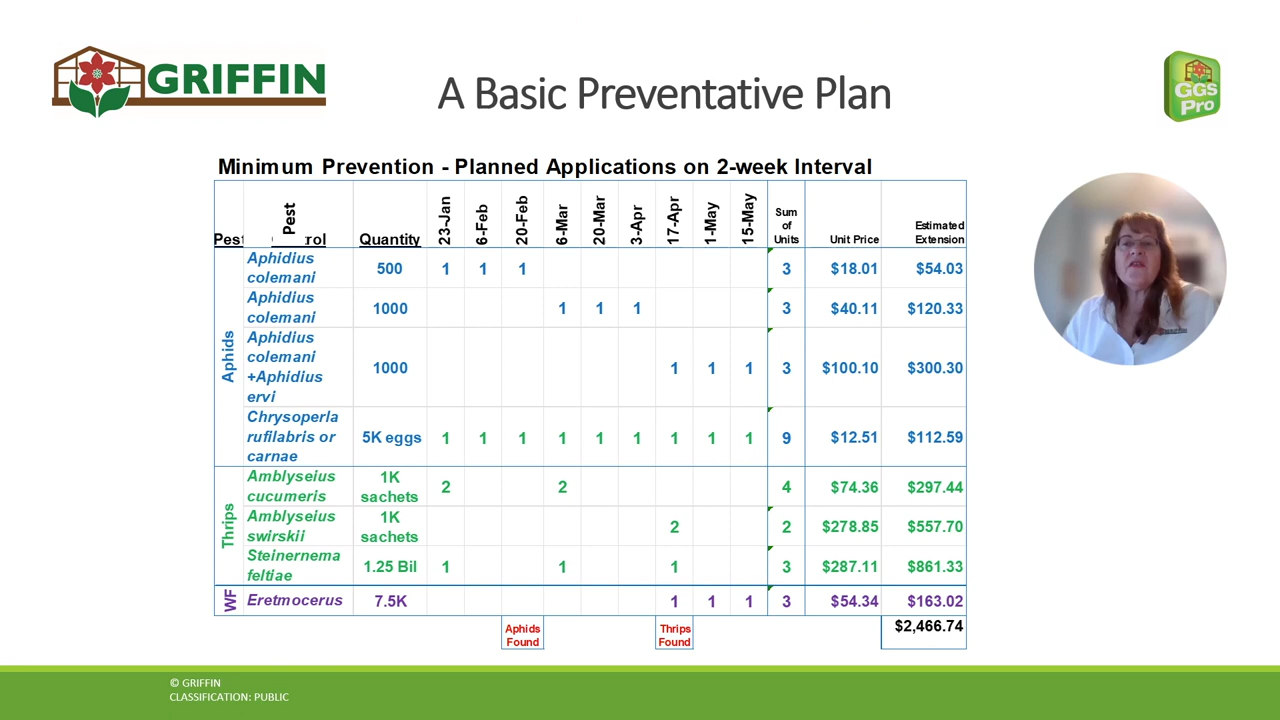 GRIFFIN
A Basic Preventative Plan
GGS
Pro
Minimum Prevention - Planned Applications on 2-week Interval
Pest Pest rol Quantity 23-Jan 6-Feb 20-Feb 6-Mar 20-Mar 3-Apr 17-Apr 1-May 15-May Sum of Units Unit Price Estimated Extension
Aphids
Aphidius colemani 500 1 1 1 3 $18.01 $54.03
Aphidius colemani 1000 1 1 1 3 $40.11 $120.33
Aphidius colemani +Aphidius ervi 1000 1 1 1 3 $100.10 $300.30
Chrysoperla rufilabris or carnae 5K eggs 1 1 1 1 1 1 1 1 1 9 $12.51 $112.59
Thrips
Amblyseius cucumeris 1K sachets 2 2 4 $74.36 $297.44
Amblyseius swirskii 1K sachets 2 2 $278.85 $557.70
Steinernema feltiae 1.25 Bil 1 1 1 3 $287.11 $861.33
WF Eretmocerus 7.5K 1 1 1 3 $54.34 $163.02
Aphids Found Thrips Found $2,466.74
© GRIFFIN
CLASSIFICATION: PUBLIC